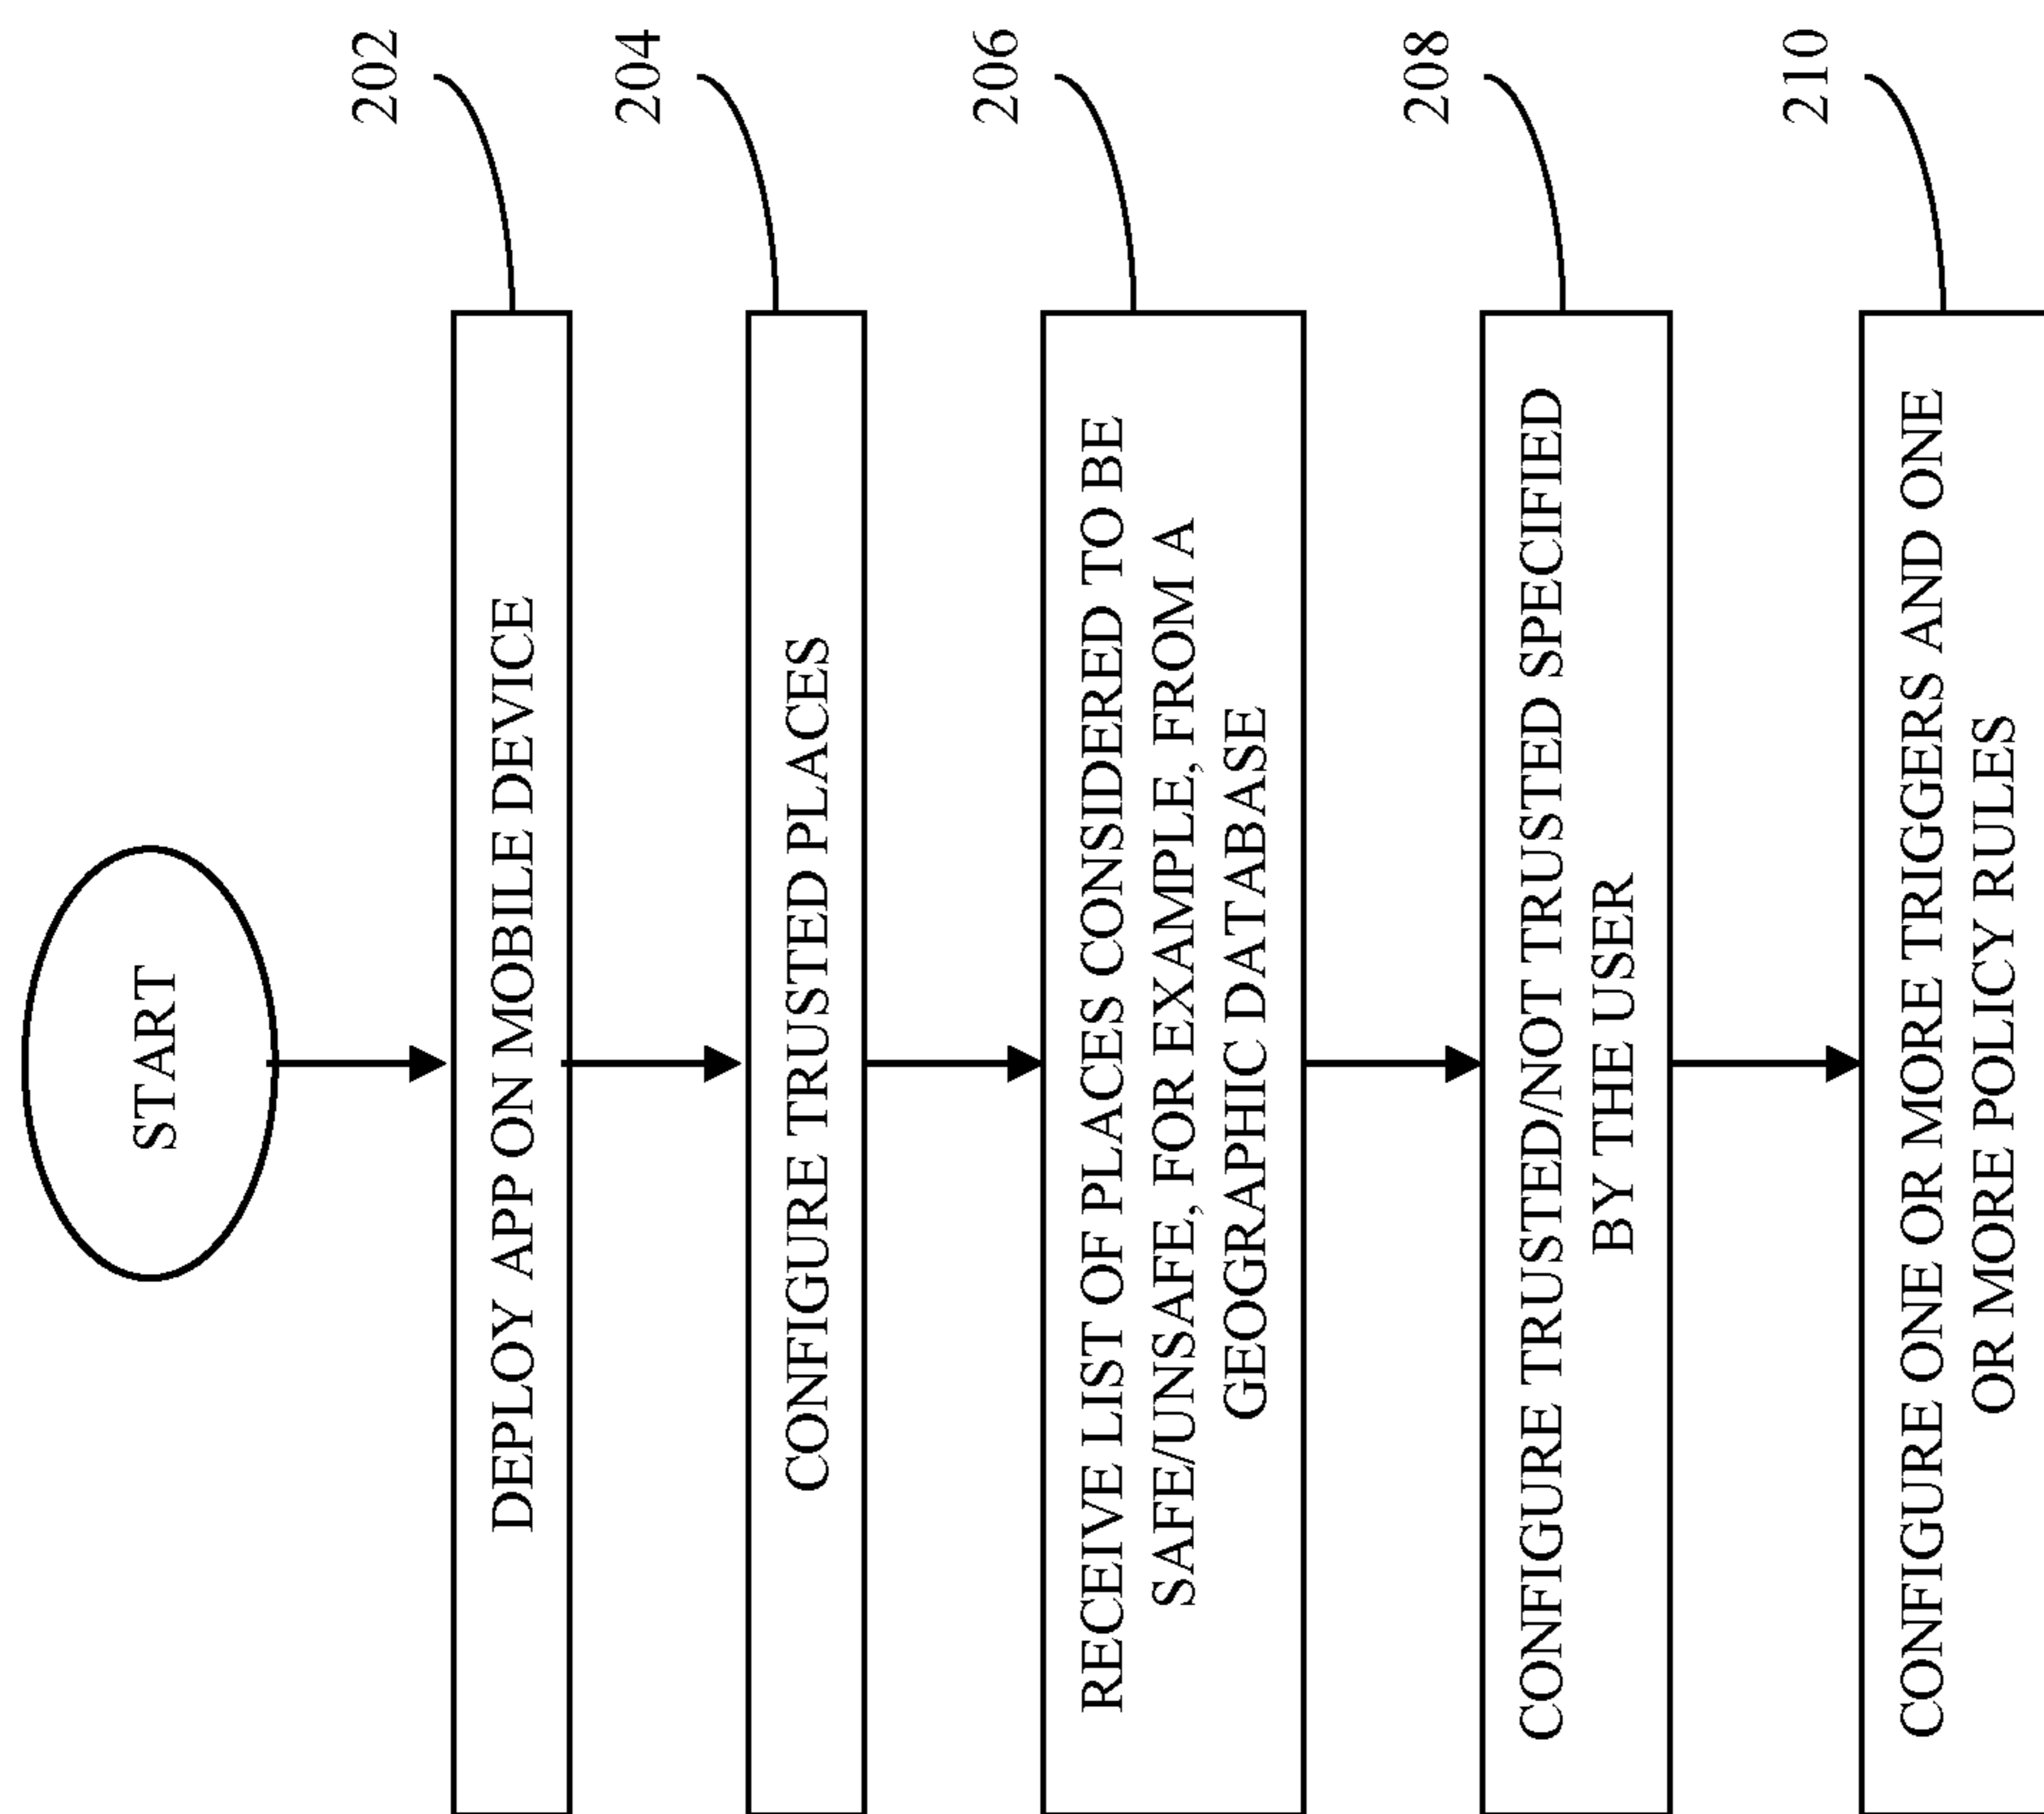 START
202
DEPLOY APP ON MOBILE DEVICE
204
CONFIGURE TRUSTED PLACES
206
RECEIVE LIST OF PLACES CONSIDERED TO BE
SAFE/UNSAFE, FOR EXAMPLE, FROM A
GEOGRAPHIC DATABASE
208
CONFIGURE TRUSTED/NOT TRUSTED SPECIFIED
BY THE USER
210
CONFIGURE ONE OR MORE TRIGGERS AND ONE
OR MORE POLICY RULES